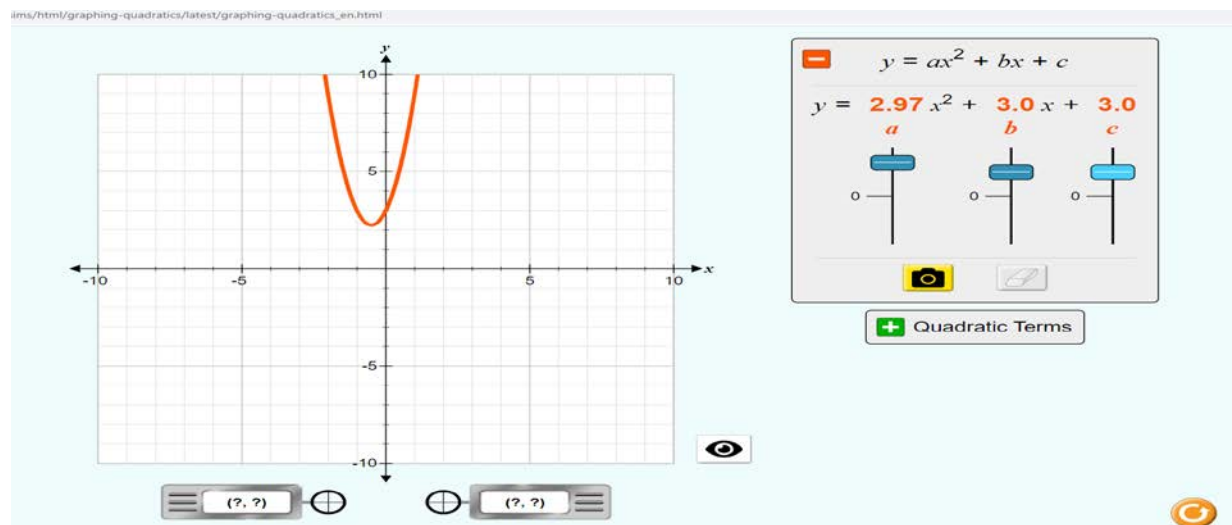 ims/html/graphing-quadratics/latest/graphing-quadratics_en.html
y
10
5
-10
-5
5
10
x
-5
-10
(?, ?)
(?, ?)
y = ax² + bx + c
y = 2.97 x² + 3.0 x + 3.0
a b c
0 0 0
Quadratic Terms